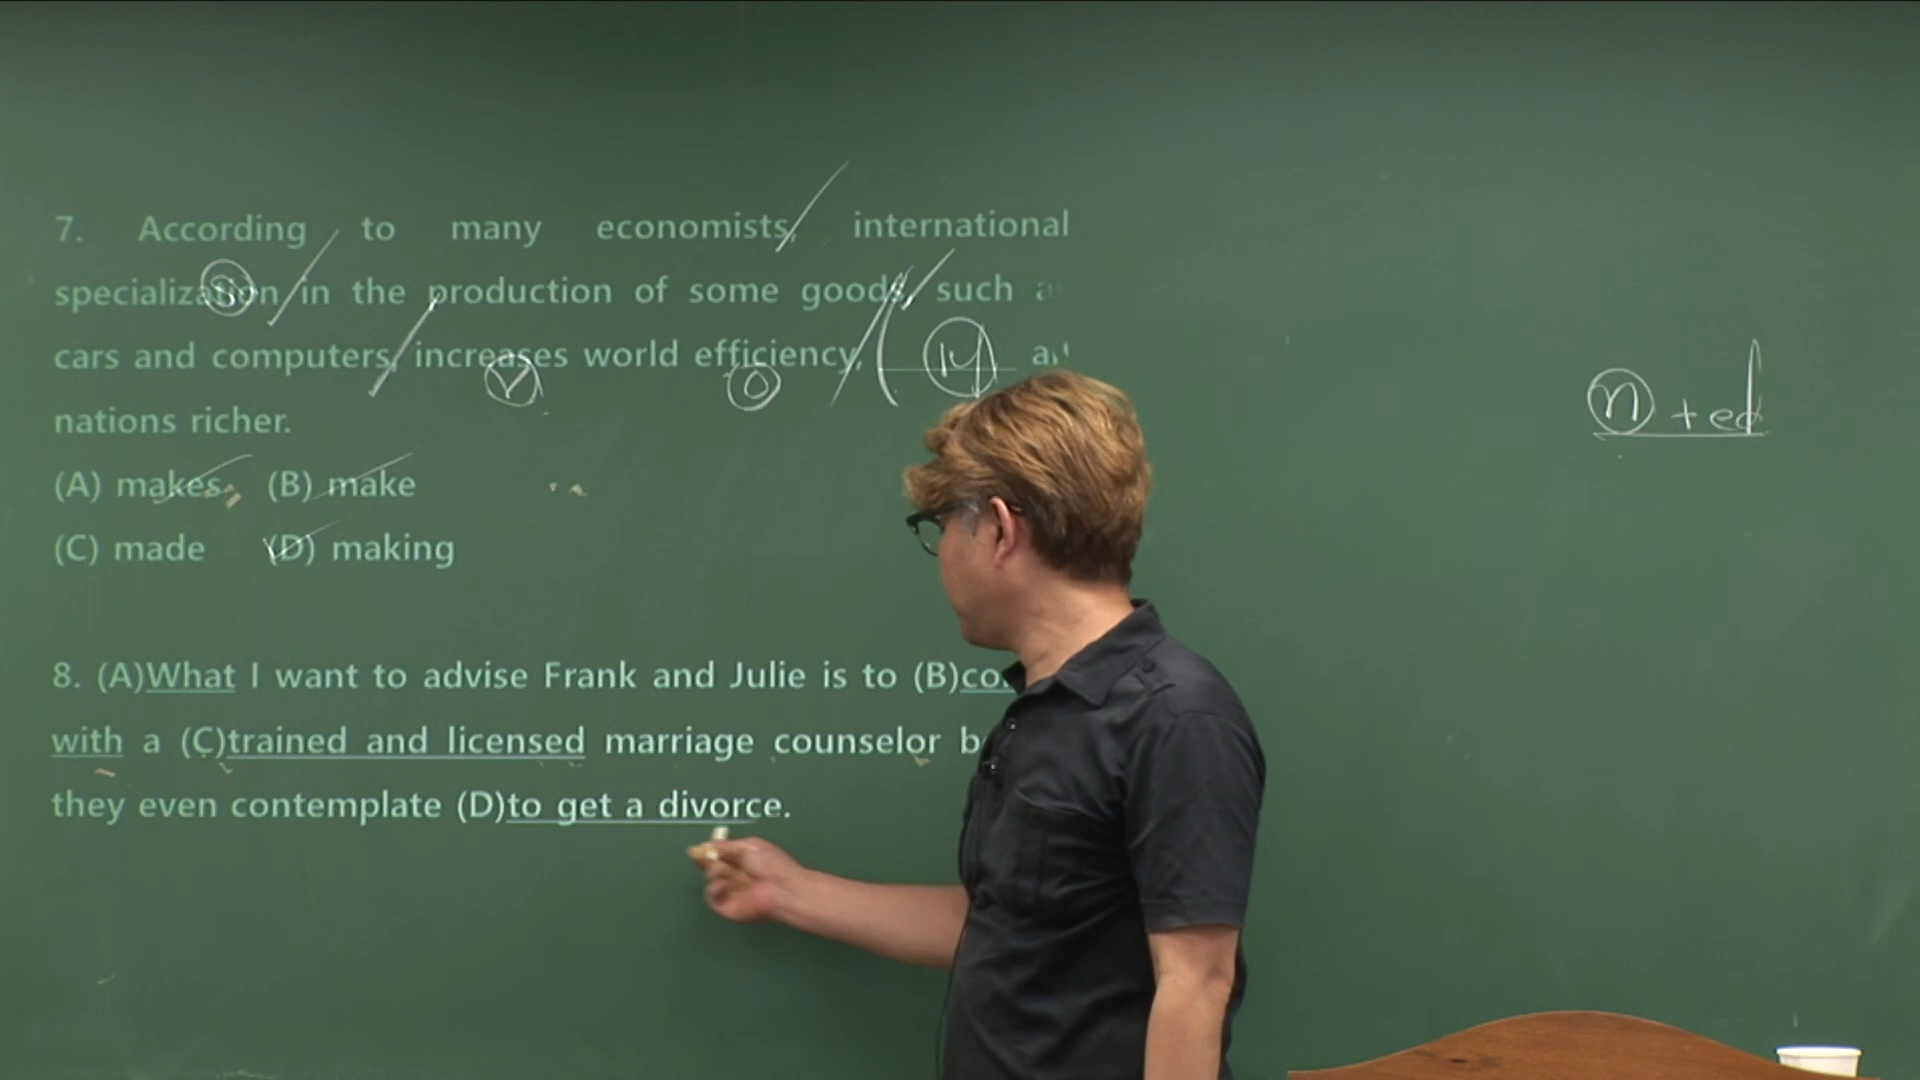 7. According to many economists, international
specialization in the production of some goods, such
cars and computers, increases world efficiency,
nations richer.
(A) makes (B) make
(C) made (D) making
8. (A)What I want to advise Frank and Julie is to (B)
with a (C)trained and licensed marriage counselor
they even contemplate (D)to get a divorce.
S
V
O
n + ed